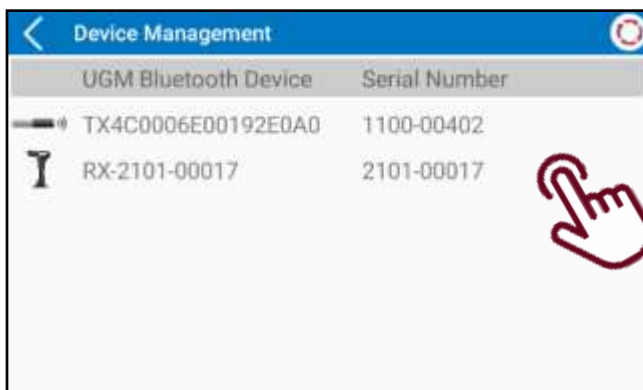 Device Management
UGM Bluetooth Device Serial Number
TX4C0006E00192E0A0 1100-00402
RX-2101-00017 2101-00017